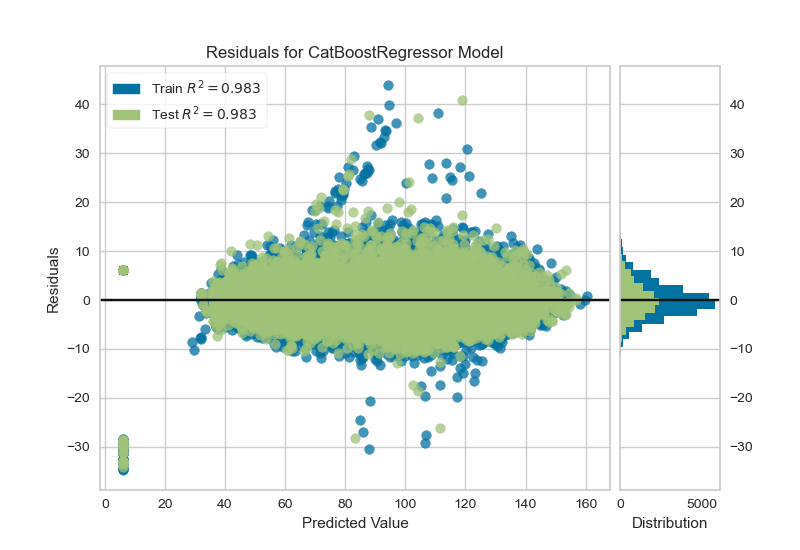 Residuals for CatBoostRegressor Model
Train R² = 0.983
Test R² = 0.983
Residuals
40
30
20
10
0
−10
−20
−30
0 20 40 60 80 100 120 140 160
Predicted Value
40
30
20
10
0
−10
−20
−30
0 5000
Distribution